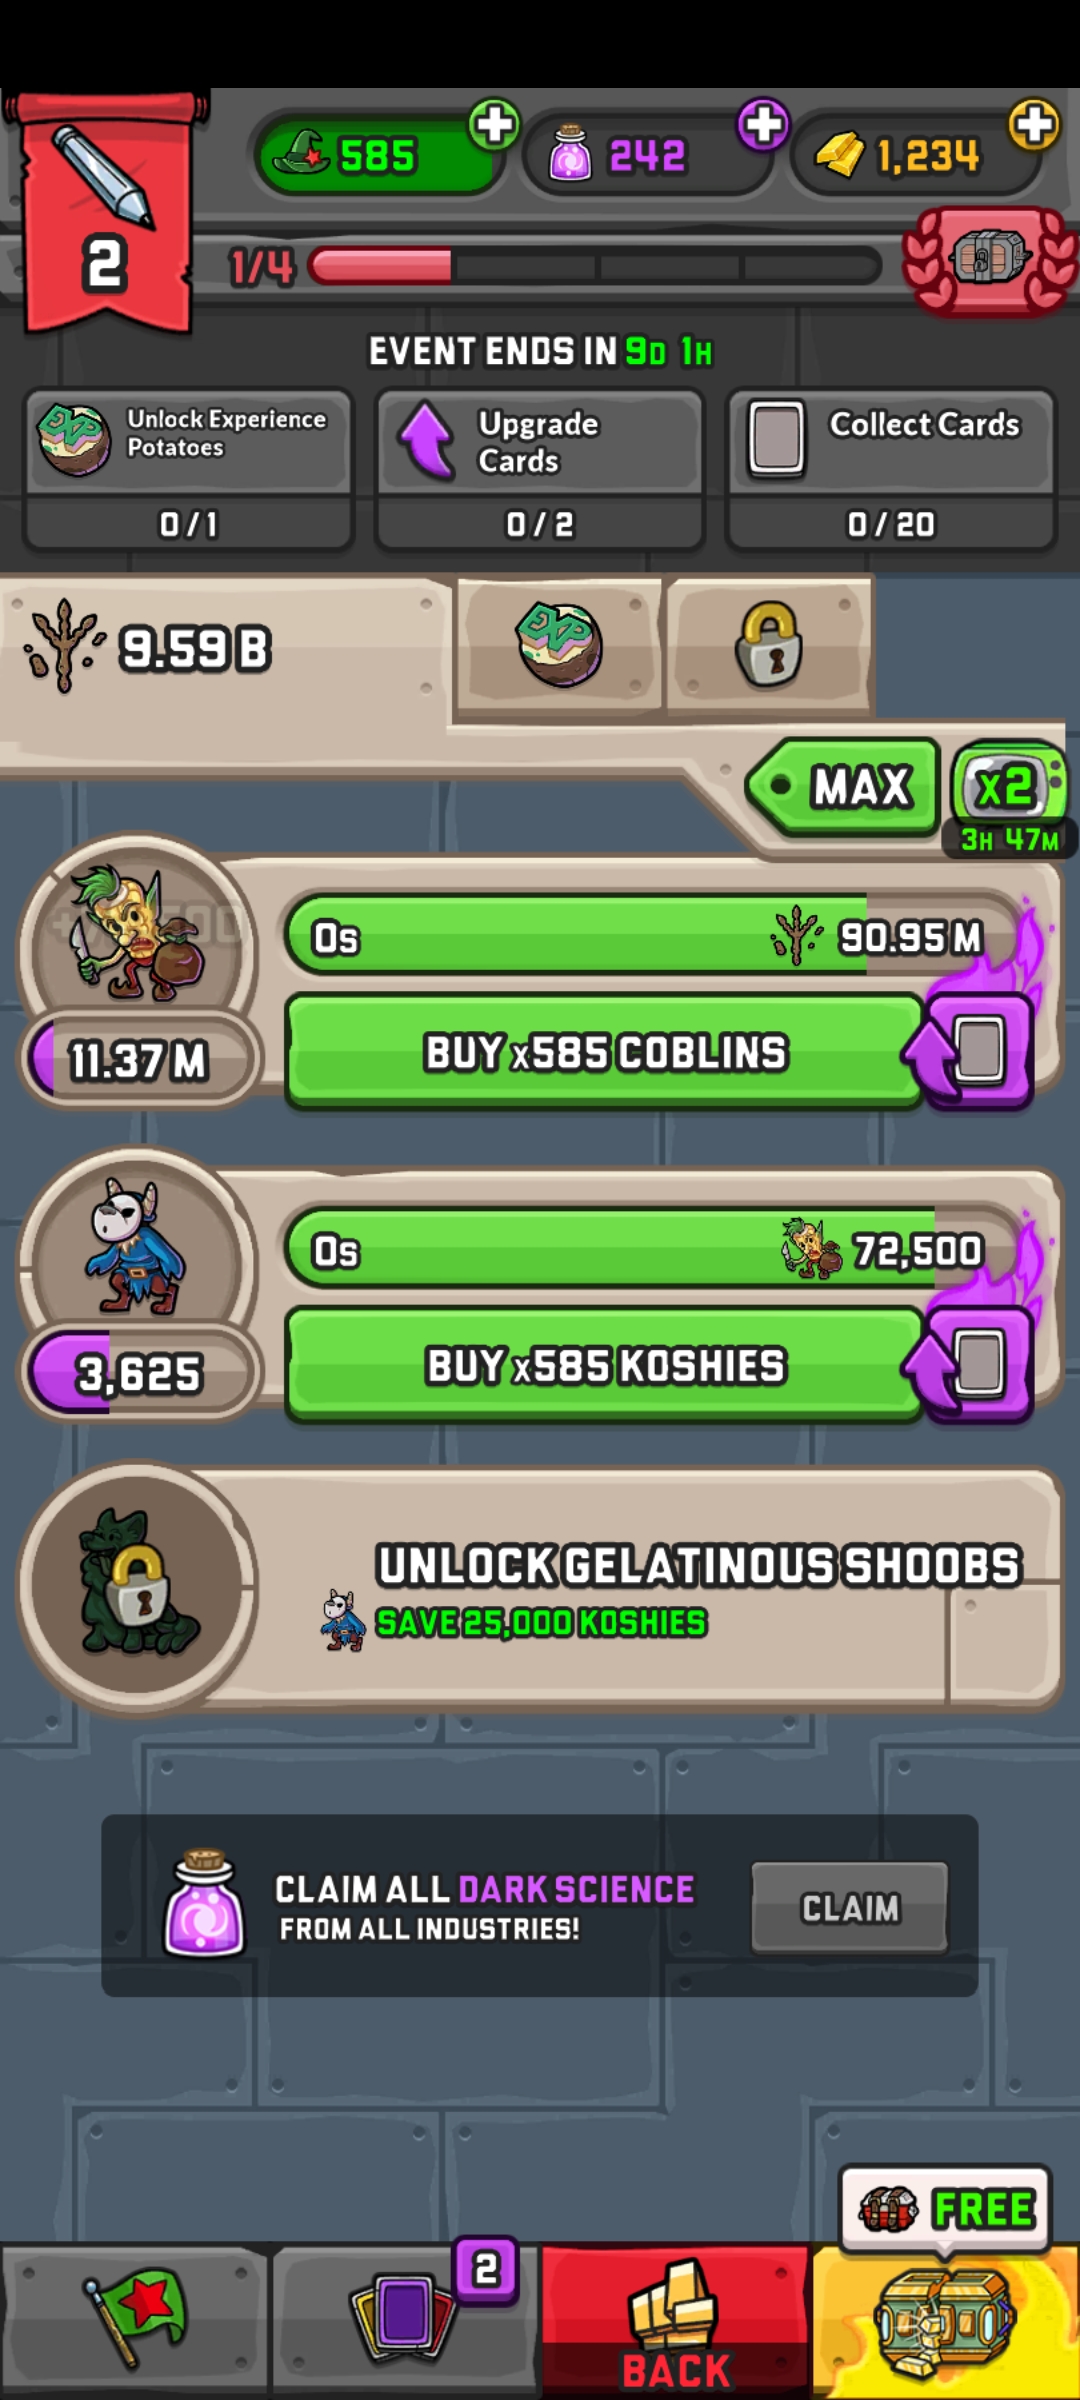 585
242
1,234
2
1/4
EVENT ENDS IN 9D 1H
EXP
Unlock Experience
Potatoes
0/1
Upgrade
Cards
0/2
Collect Cards
0/20
9.59 B
EXP
MAX
x2
3H 47M
0s
90.95 M
11.37 M
BUY x585 COBLINS
0s
72,500
3,625
BUY x585 KOSHIES
UNLOCK GELATINOUS SHOOBS
SAVE 25,000 KOSHIES
CLAIM ALL DARK SCIENCE
FROM ALL INDUSTRIES!
CLAIM
FREE
2
BACK